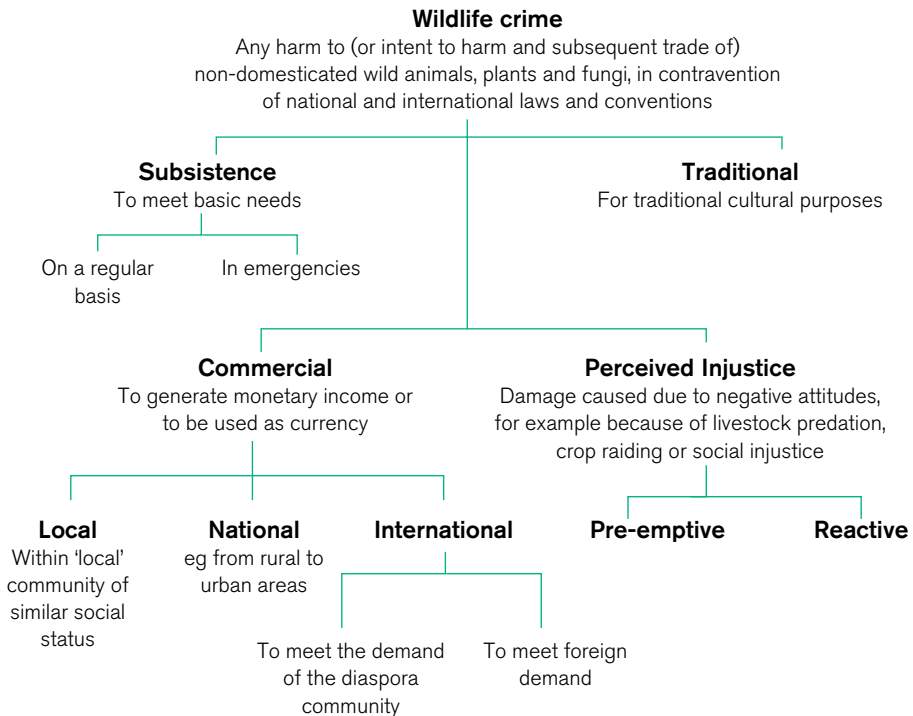 Wildlife crime
Any harm to (or intent to harm and subsequent trade of)
non-domesticated wild animals, plants and fungi, in contravention
of national and international laws and conventions
Subsistence
To meet basic needs
Traditional
For traditional cultural purposes
On a regular
basis
In emergencies
Commercial
To generate monetary income or
to be used as currency
Perceived Injustice
Damage caused due to negative attitudes,
for example because of livestock predation,
crop raiding or social injustice
Local
Within ‘local’
community of
similar social
status
National
eg from rural to
urban areas
International
Pre-emptive
Reactive
To meet the demand
of the diaspora
community
To meet foreign
demand